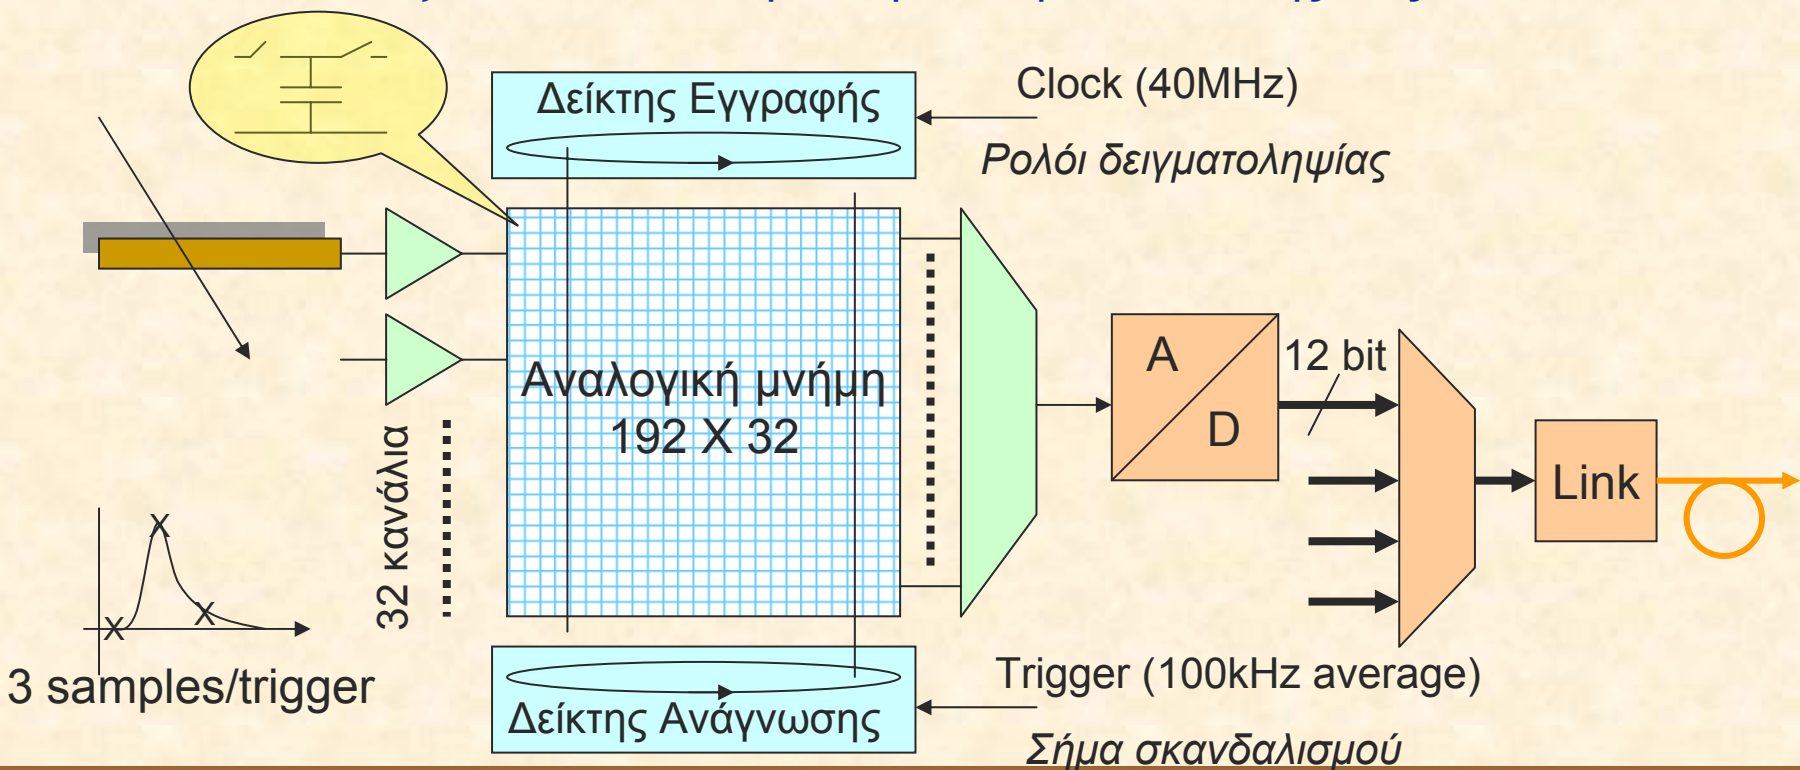 Δείκτης Εγγραφής
Clock (40MHz)
Ρολόι δειγματοληψίας
Αναλογική μνήμη
192 X 32
32 κανάλια
A
D
12 bit
Link
X
X
X
3 samples/trigger
Δείκτης Ανάγνωσης
Trigger (100kHz average)
Σήμα σκανδαλισμού